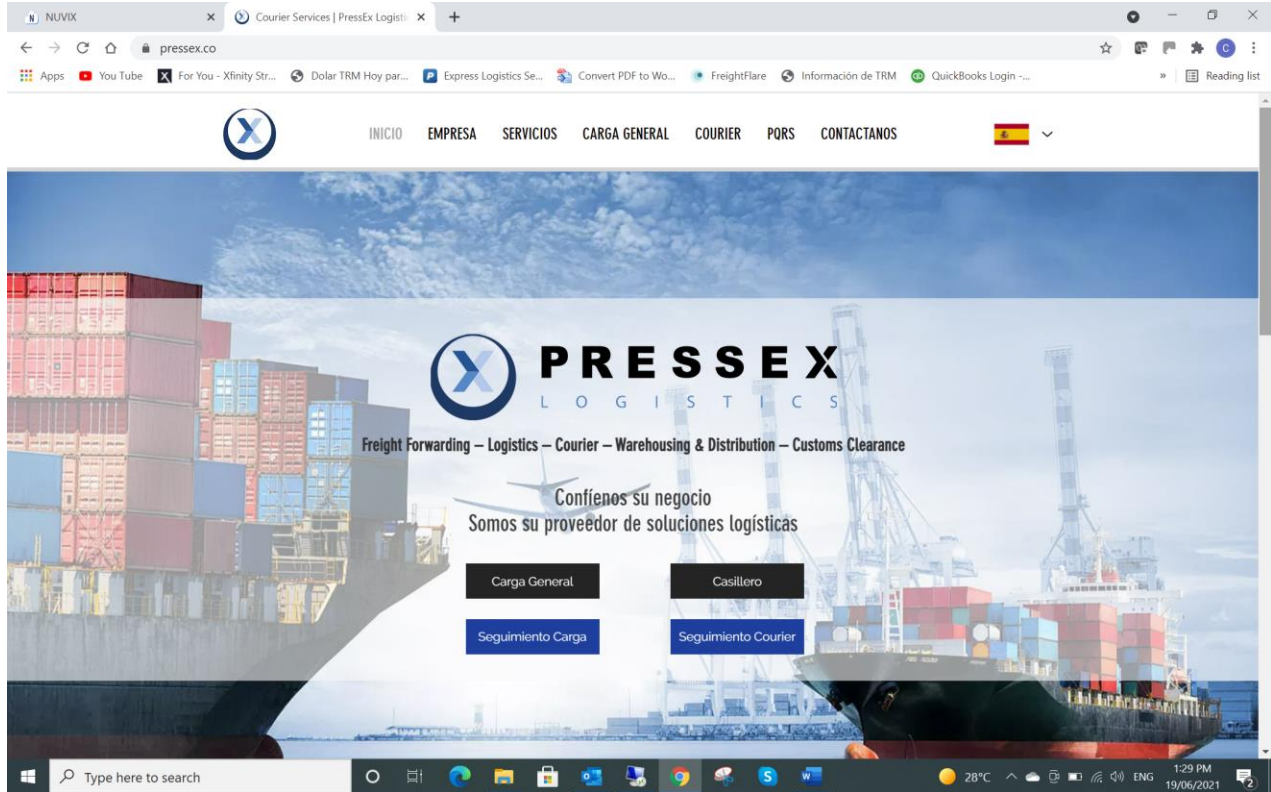 NUVIX
Courier Services | PressEx Logisti
pressex.co
Apps You Tube For You - Xfinity Str... Dolar TRM Hoy par... Express Logistics Se... Convert PDF to Wo... FreightFlare Información de TRM QuickBooks Login -... » Reading list
INICIO EMPRESA SERVICIOS CARGA GENERAL COURIER PQRS CONTACTANOS
PRESSEX
LOGISTICS
Freight Forwarding – Logistics – Courier – Warehousing & Distribution – Customs Clearance
Confíenos su negocio
Somos su proveedor de soluciones logísticas
Carga General Casillero
Seguimiento Carga Seguimiento Courier
Type here to search
28°C ENG 1:29 PM
19/06/2021